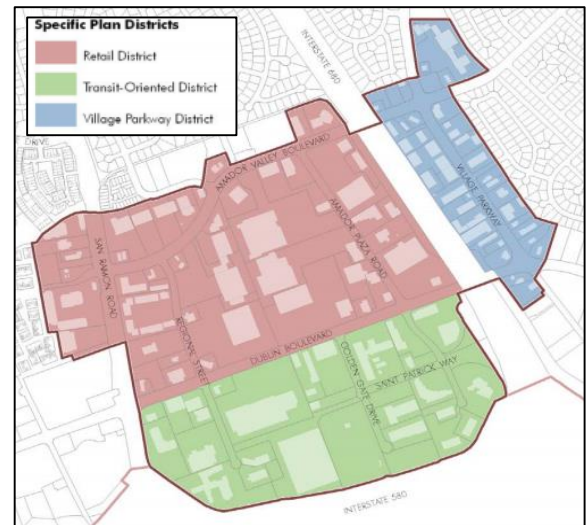 Specific Plan Districts
Retail District
Transit-Oriented District
Village Parkway District
INTERSTATE 680
DRIVE
AMADOR VALLEY BOULEVARD
VILLAGE PARKWAY
AMADOR PLAZA ROAD
SAN RAMON ROAD
REGIONAL STREET
DUBLIN BOULEVARD
GOLDEN GATE DRIVE
SAINT PATRICK WAY
INTERSTATE 580